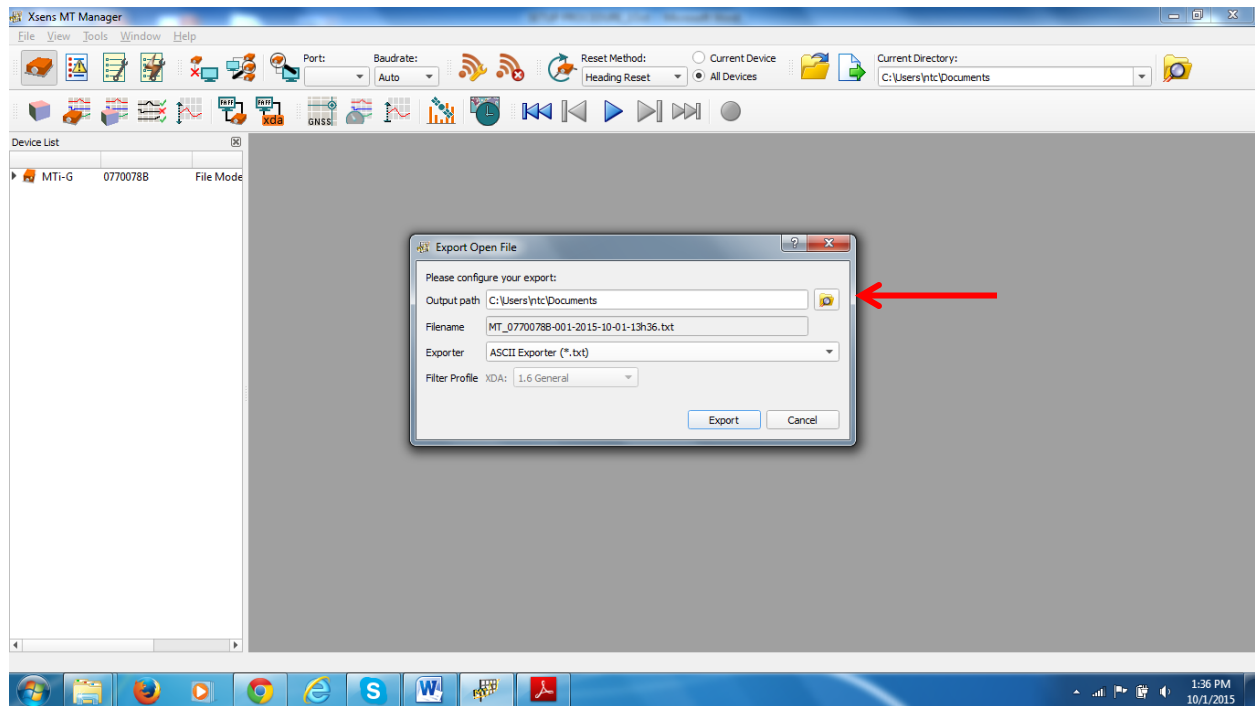 Xsens MT Manager
File View Tools Window Help
Port:
Baudrate:
Auto
Reset Method:
Heading Reset
Current Device
All Devices
Current Directory:
C:\Users\ntc\Documents
PAFF
PAFF
xda
GNSS
Device List
MTi-G 0770078B File Mode
Export Open File
Please configure your export:
Output path C:\Users\ntc\Documents
Filename MT_0770078B-001-2015-10-01-13h36.txt
Exporter ASCII Exporter (*.txt)
Filter Profile XDA: 1.6 General
Export Cancel
1:36 PM
10/1/2015